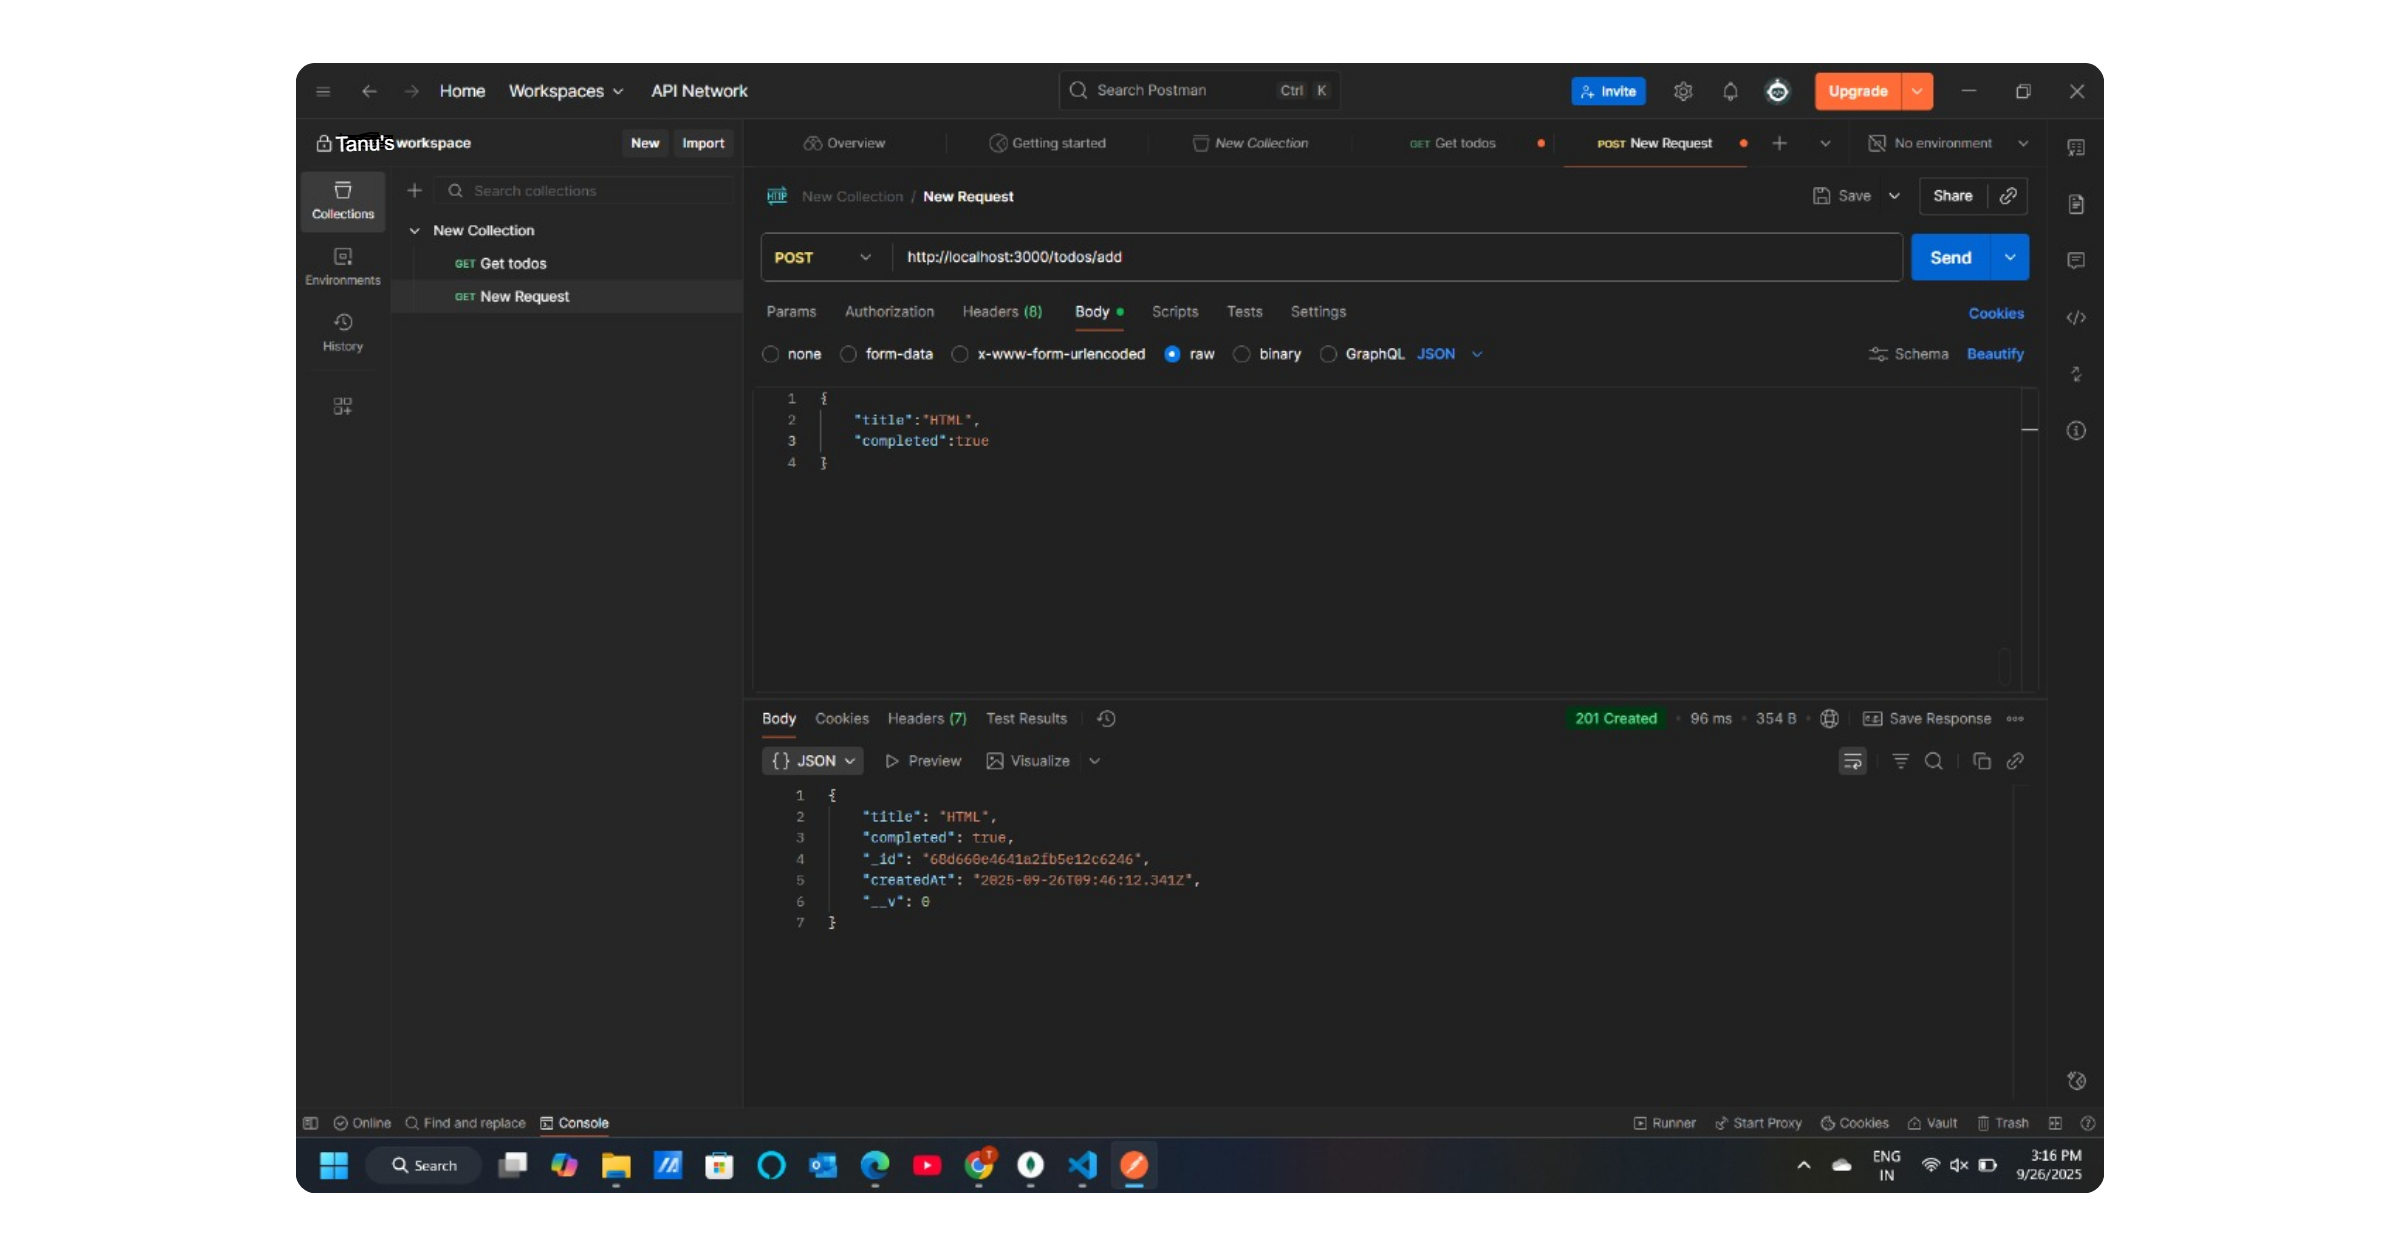 Home Workspaces API Network Search Postman Ctrl K Invite Upgrade
Tanu's workspace New Import Overview Getting started New Collection GET Get todos POST New Request No environment
Collections Search collections New Collection / New Request Save Share
New Collection
GET Get todos POST http://localhost:3000/todos/add Send
Environments
GET New Request
History
Params Authorization Headers (8) Body Scripts Tests Settings Cookies
none form-data x-www-form-urlencoded raw binary GraphQL JSON Schema Beautify
1 {
2 "title":"HTML",
3 "completed":true
4 }
Body Cookies Headers (7) Test Results 201 Created 96 ms 354 B Save Response
{} JSON Preview Visualize
1 {
2 "title": "HTML",
3 "completed": true,
4 "_id": "68d660e4641a2fb5e12c6246",
5 "createdAt": "2025-09-26T09:46:12.341Z",
6 "__v": 0
7 }
Online Find and replace Console Runner Start Proxy Cookies Vault Trash
Search T ENG 3:16 PM
IN 9/26/2025